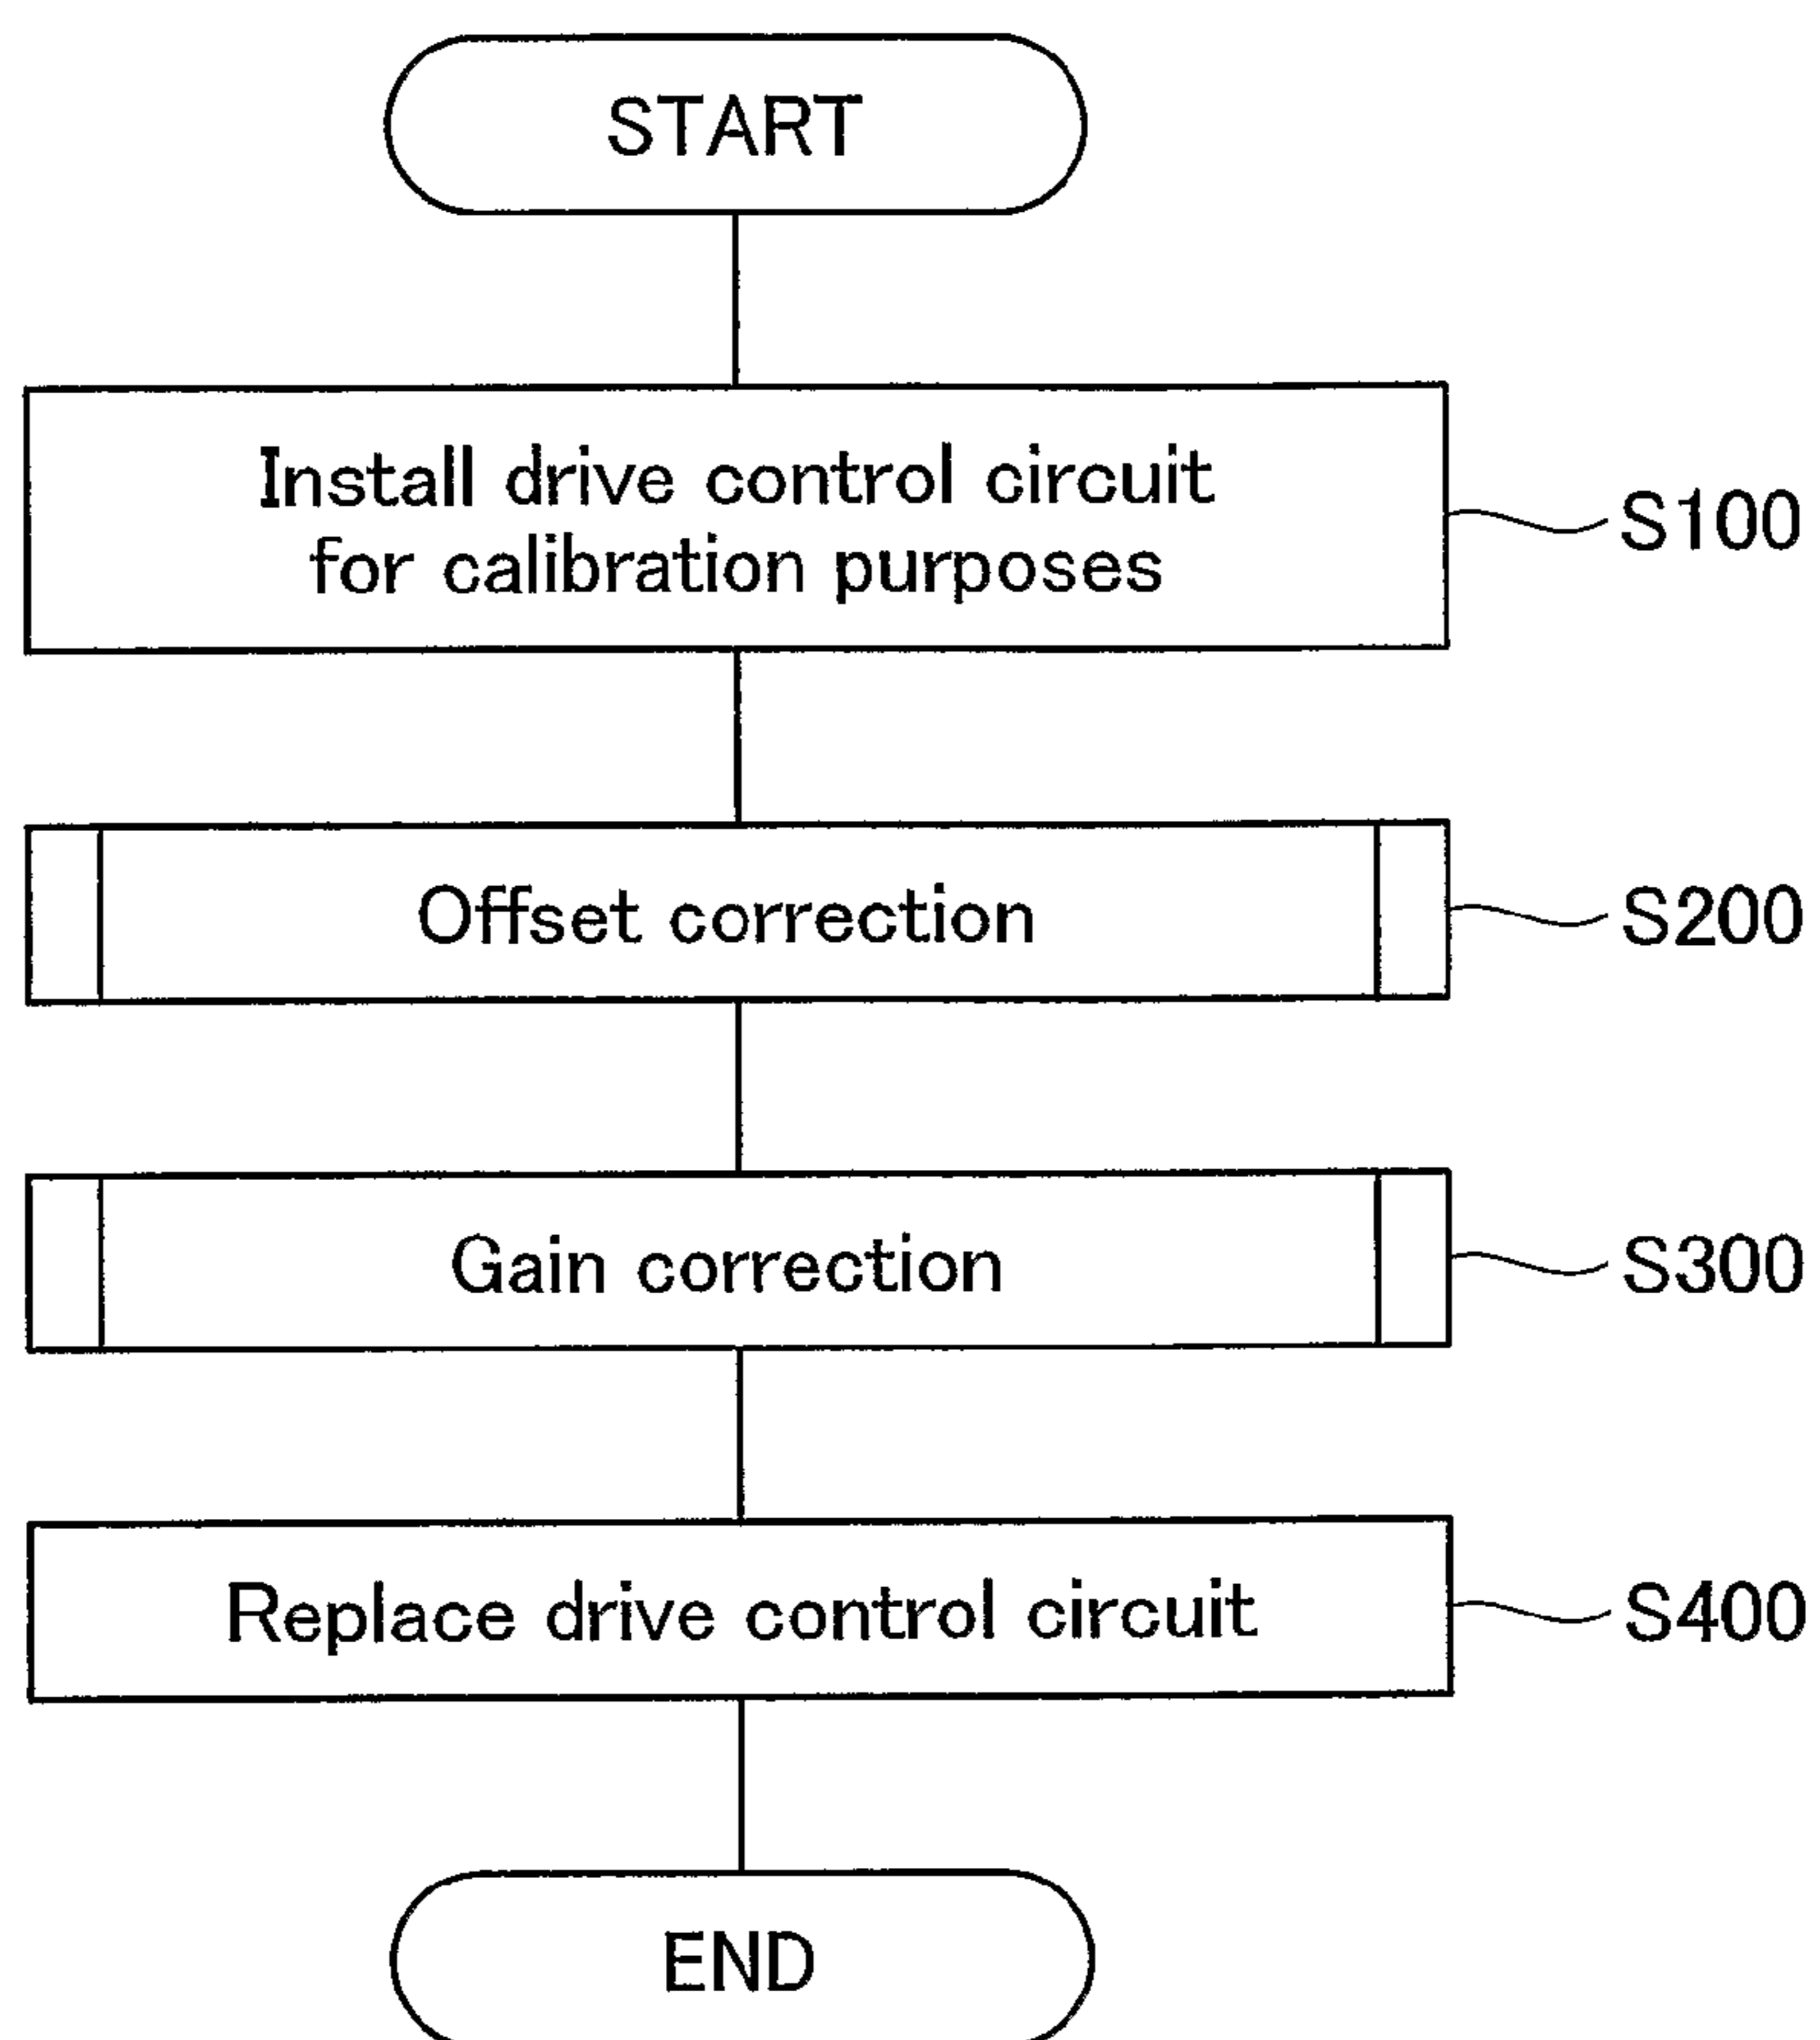 START
Install drive control circuit
for calibration purposes
S100
Offset correction
S200
Gain correction
S300
Replace drive control circuit
S400
END